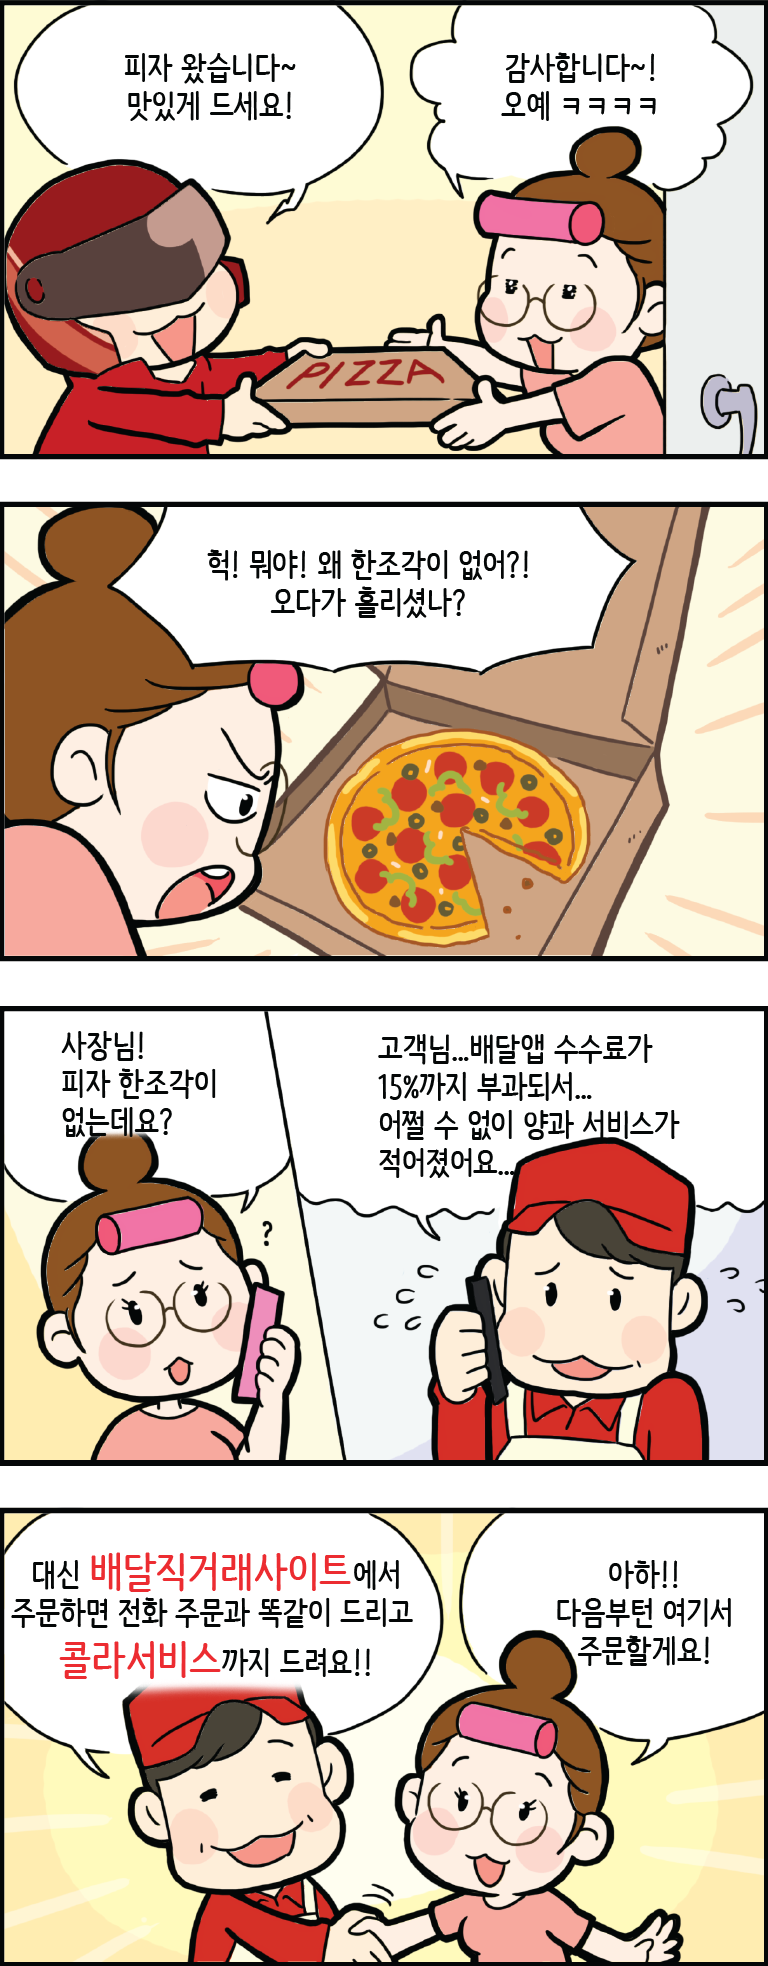 피자 왔습니다~
맛있게 드세요!
감사합니다~!
오예 ㅋㅋㅋㅋ
PIZZA
헉! 뭐야! 왜 한조각이 없어?!
오다가 흘리셨나?
사장님!
피자 한조각이
없는데요?
?
고객님...배달앱 수수료가
15%까지 부과되서...
어쩔 수 없이 양과 서비스가
적어졌어요...
대신 배달직거래사이트에서
주문하면 전화 주문과 똑같이 드리고
콜라서비스까지 드려요!!
아하!!
다음부턴 여기서
주문할게요!